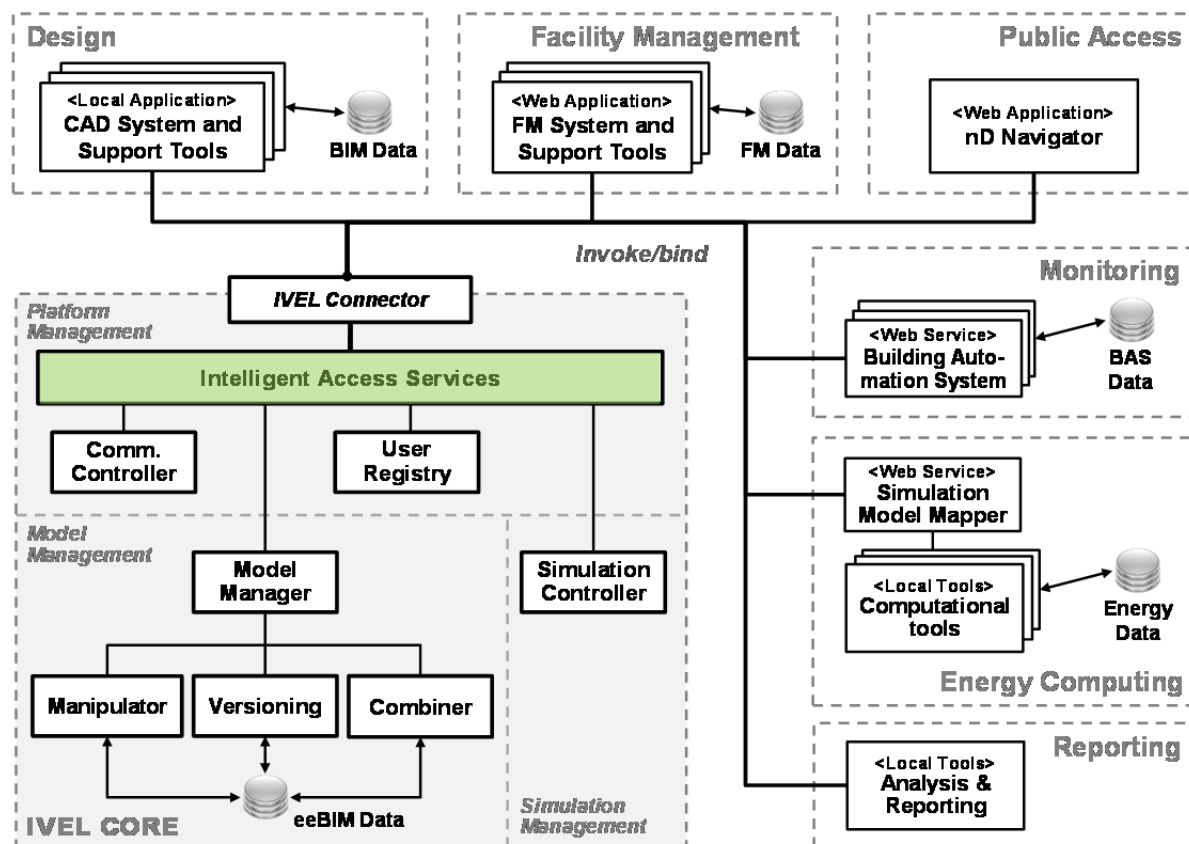 Design
<Local Application>
CAD System and
Support Tools
BIM Data
Facility Management
<Web Application>
FM System and
Support Tools
FM Data
Public Access
<Web Application>
nD Navigator
Invoke/bind
IVEL Connector
Platform
Management
Intelligent Access Services
Comm.
Controller
User
Registry
Model
Management
Model
Manager
Simulation
Controller
Manipulator
Versioning
Combiner
eeBIM Data
IVEL CORE
Simulation
Management
Monitoring
<Web Service>
Building Auto-
mation System
BAS
Data
<Web Service>
Simulation
Model Mapper
<Local Tools>
Computational
tools
Energy
Data
Energy Computing
Reporting
<Local Tools>
Analysis &
Reporting